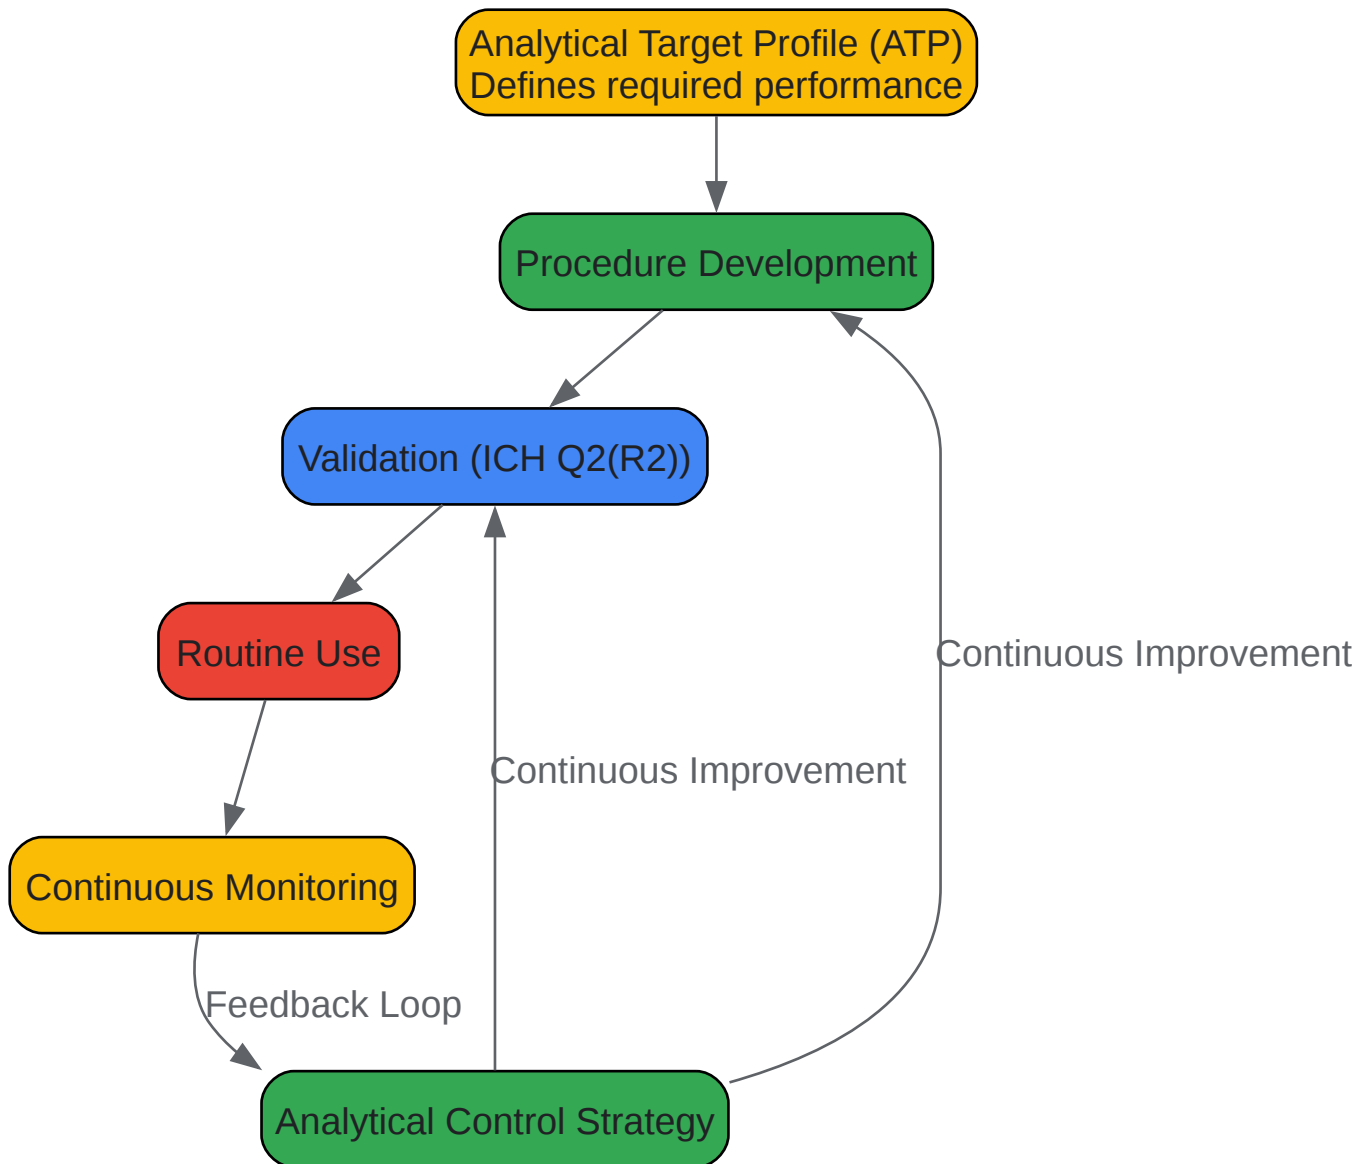 Analytical Target Profile (ATP)
Defines required performance
Procedure Development
Validation (ICH Q2(R2))
Routine Use
Continuous Improvement
Continuous Improvement
Continuous Monitoring
Feedback Loop
Analytical Control Strategy